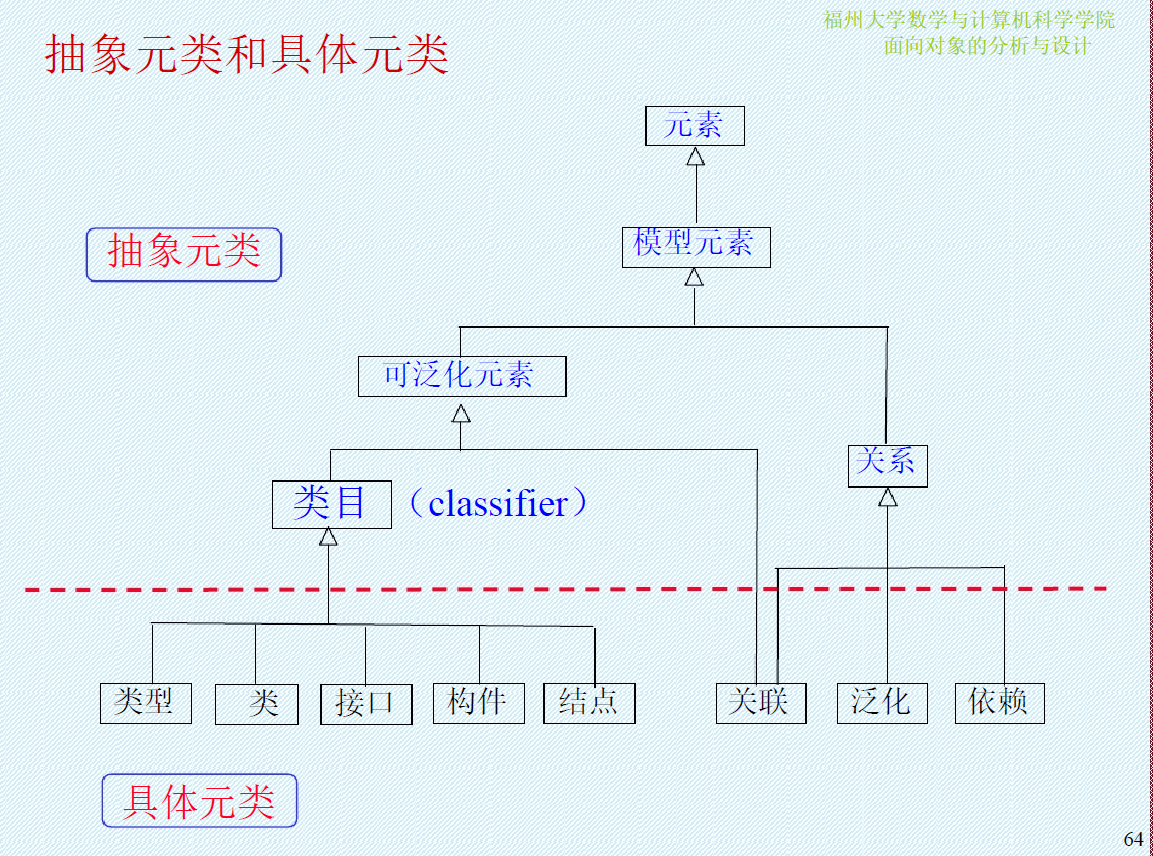 福州大学数学与计算机科学学院
面向对象的分析与设计
抽象元类和具体元类
元素
抽象元类
模型元素
可泛化元素
关系
类目（classifier）
类型 类 接口 构件 结点 关联 泛化 依赖
具体元类
64